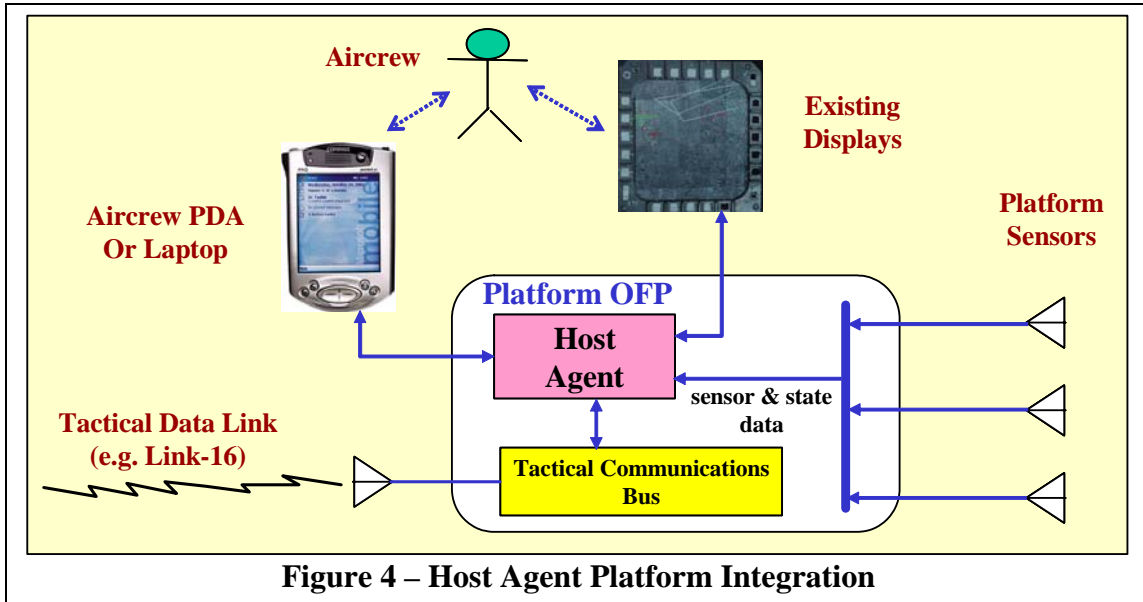 Aircrew
Existing
Displays
Aircrew PDA
Or Laptop
mobile
Platform
Sensors
Platform OFP
Host
Agent
sensor & state
data
Tactical Data Link
(e.g. Link-16)
Tactical Communications
Bus
Figure 4 – Host Agent Platform Integration